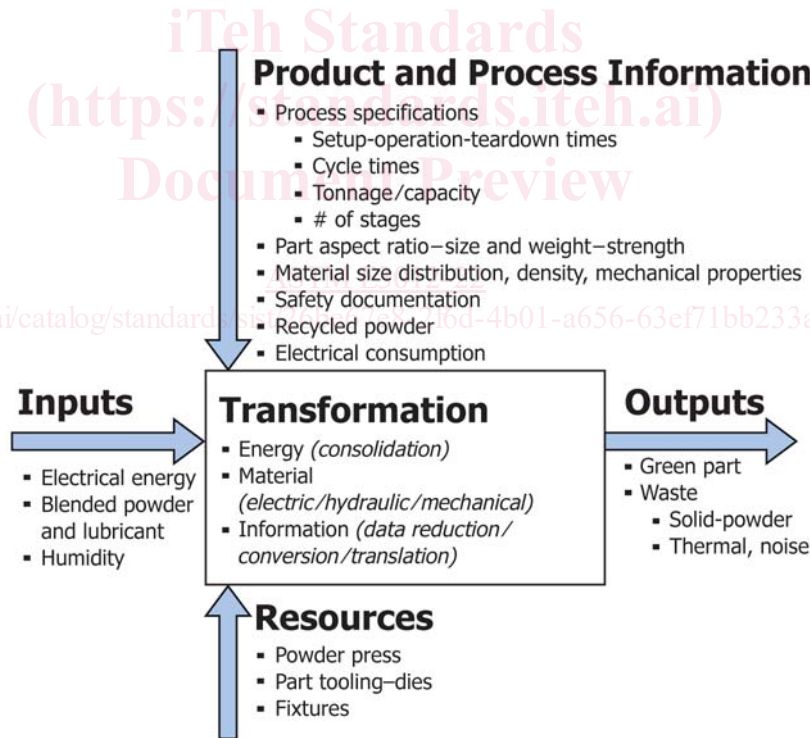 iTeh Standards
Product and Process Information
(https://standards.iteh.ai)
▪ Process specifications
▪ Setup-operation-teardown times
▪ Cycle times
Document Preview
▪ Tonnage/capacity
▪ # of stages
▪ Part aspect ratio–size and weight–strength
▪ Material size distribution, density, mechanical properties
ASTM E3012-22
▪ Safety documentation
▪ Recycled powder
▪ Electrical consumption
Inputs
▪ Electrical energy
▪ Blended powder
and lubricant
▪ Humidity
Transformation
▪ Energy (consolidation)
▪ Material
(electric/hydraulic/mechanical)
▪ Information (data reduction/
conversion/translation)
Outputs
▪ Green part
▪ Waste
▪ Solid-powder
▪ Thermal, noise
Resources
▪ Powder press
▪ Part tooling–dies
▪ Fixtures